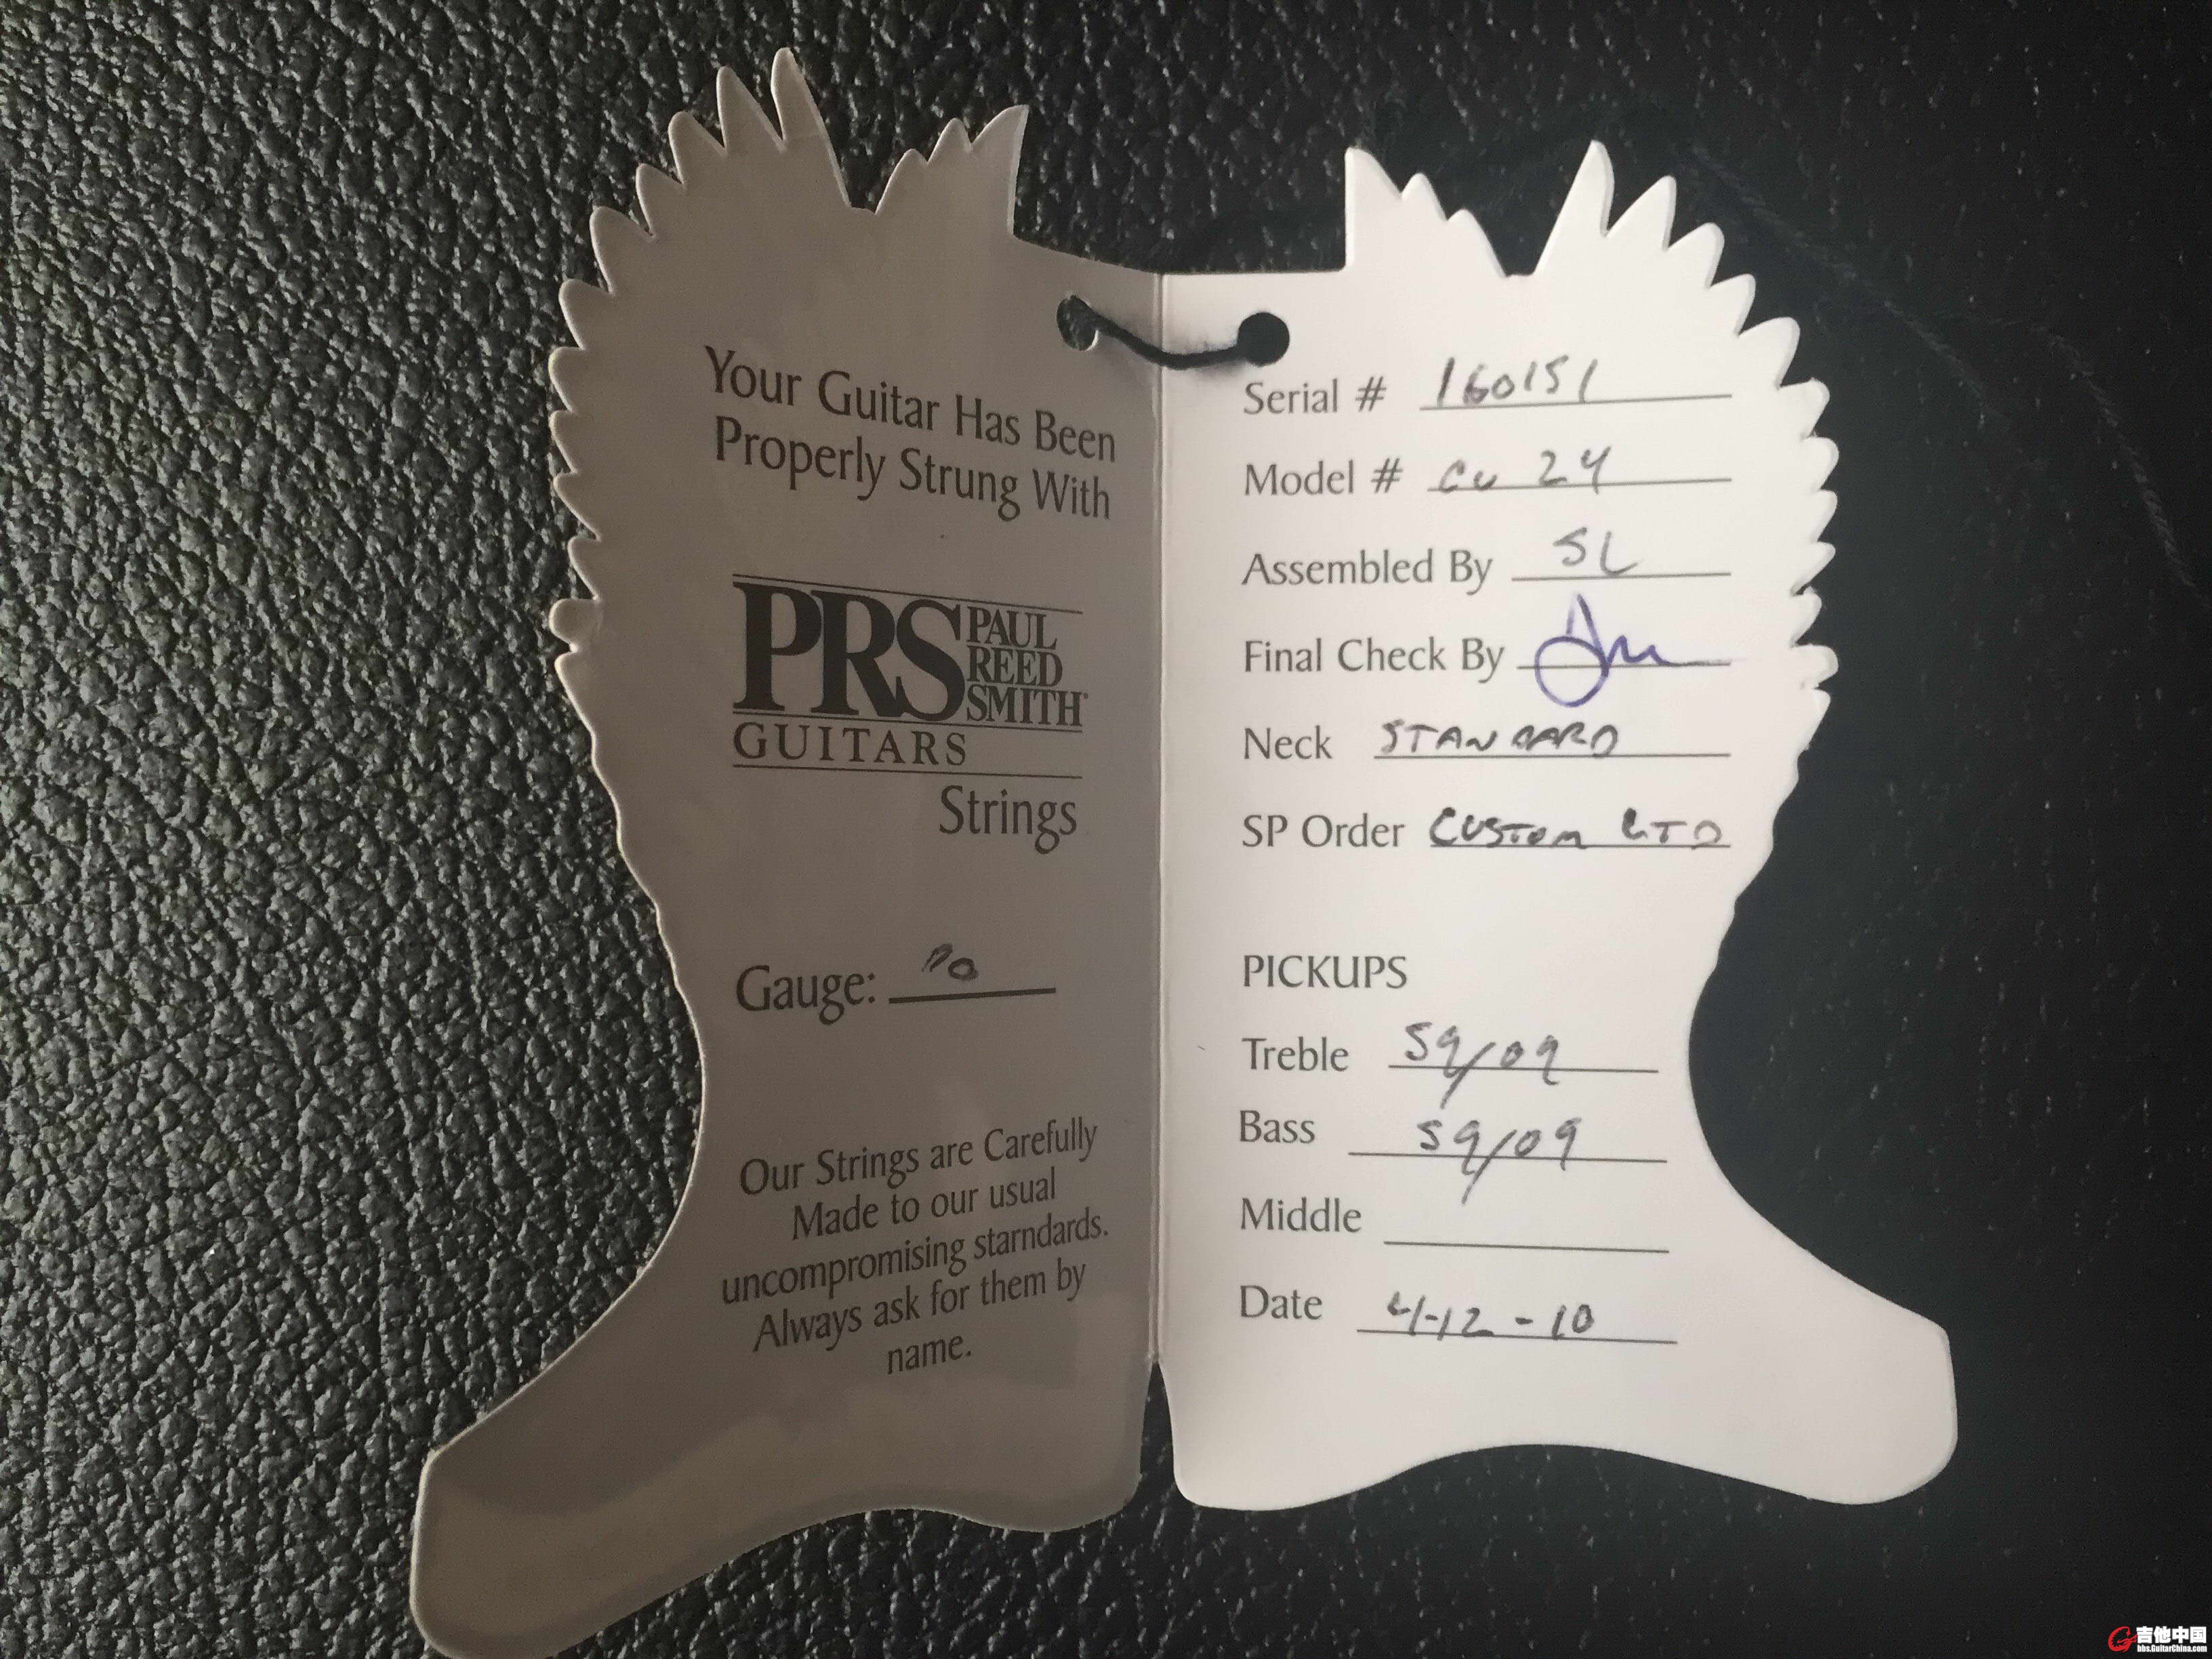 Your Guitar Has Been
Properly Strung With
PRS PAUL
REED
SMITH
GUITARS
Strings
Gauge: 10
Our Strings are Carefully
Made to our usual
uncompromising starndards.
Always ask for them by
name.
Serial # 160151
Model # Cu 24
Assembled By SL
Final Check By
Neck STANDARD
SP Order CUSTOM LTD
PICKUPS
Treble 59/09
Bass 59/09
Middle
Date 4-12-10
吉他中国
bbs.GuitarChina.com